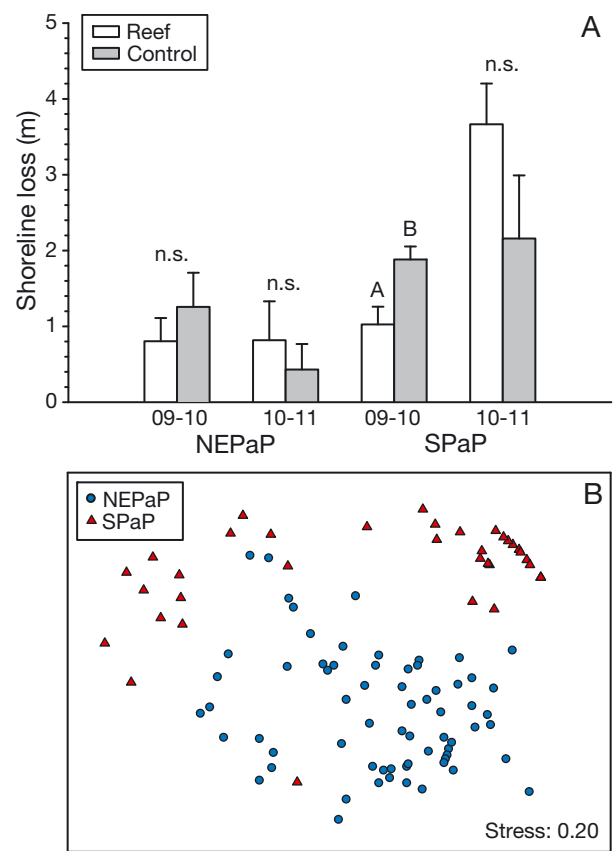 A
Reef
Control
Shoreline loss (m)
5
4
3
2
1
0
n.s.
n.s.
A
B
n.s.
09-10
10-11
09-10
10-11
NEPaP
SPaP
B
NEPaP
SPaP
Stress: 0.20